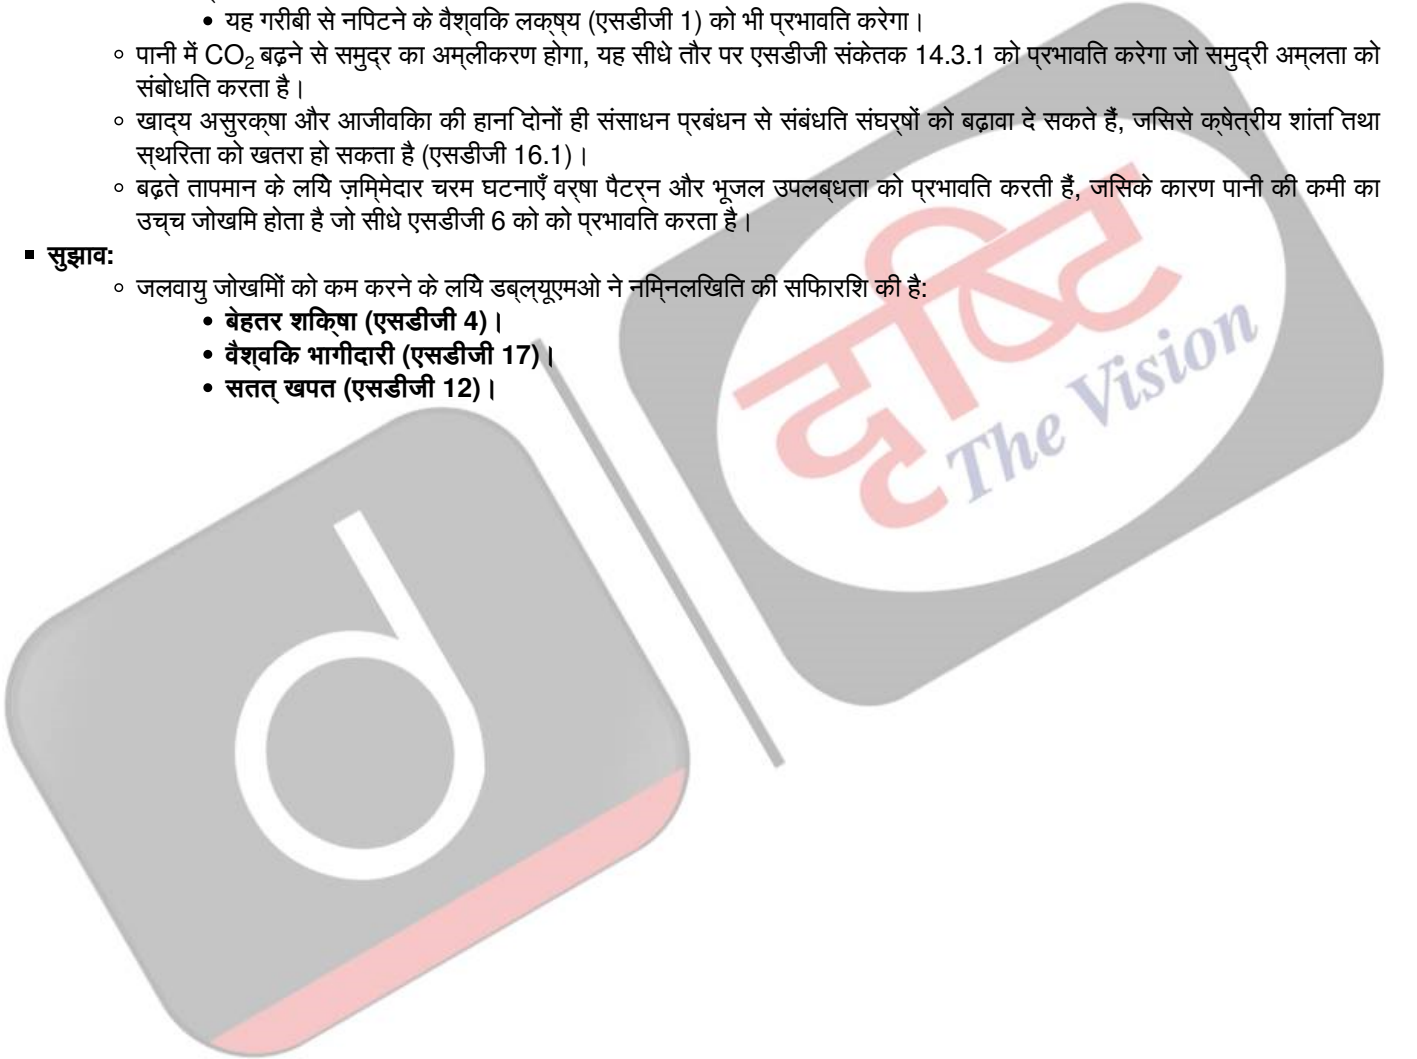 यह गरीबी से निपटने के वैश्विक लक्ष्य (एसडीजी 1) को भी प्रभावित करेगा।
पानी में CO₂ बढ़ने से समुद्र का अम्लीकरण होगा, यह सीधे तौर पर एसडीजी संकेतक 14.3.1 को प्रभावित करेगा जो समुद्री अम्लता को
संबोधित करता है।
खाद्य असुरक्षा और आजीविका की हानि दोनों ही संसाधन प्रबंधन से संबंधित संघर्षों को बढ़ावा दे सकते हैं, जिससे क्षेत्रीय शांति तथा
स्थिरता को खतरा हो सकता है (एसडीजी 16.1)।
बढ़ते तापमान के लिये ज़िम्मेदार चरम घटनाएँ वर्षा पैटर्न और भूजल उपलब्धता को प्रभावित करती हैं, जिसके कारण पानी की कमी का
उच्च जोखिम होता है जो सीधे एसडीजी 6 को को प्रभावित करता है।
सुझाव:
जलवायु जोखिमों को कम करने के लिये डब्ल्यूएमओ ने निम्नलिखित की सिफारिश की है:
बेहतर शिक्षा (एसडीजी 4)।
वैश्विक भागीदारी (एसडीजी 17)।
सतत् खपत (एसडीजी 12)।
दृष्टि
The Vision
d